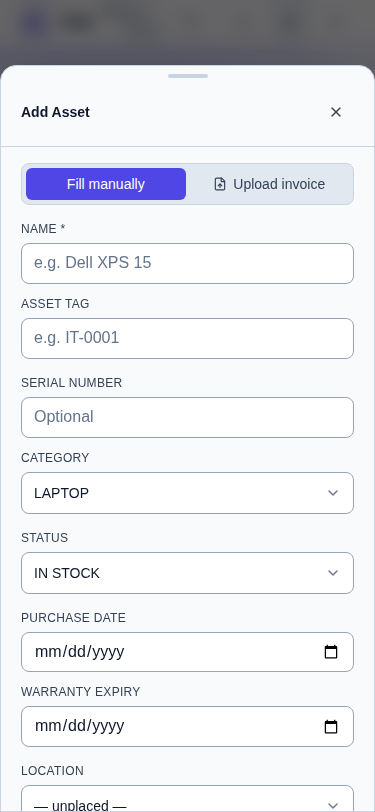 Add Asset
Fill manually
Upload invoice
NAME *
e.g. Dell XPS 15
ASSET TAG
e.g. IT-0001
SERIAL NUMBER
Optional
CATEGORY
LAPTOP
STATUS
IN STOCK
PURCHASE DATE
mm/dd/yyyy
WARRANTY EXPIRY
mm/dd/yyyy
LOCATION
— unplaced —